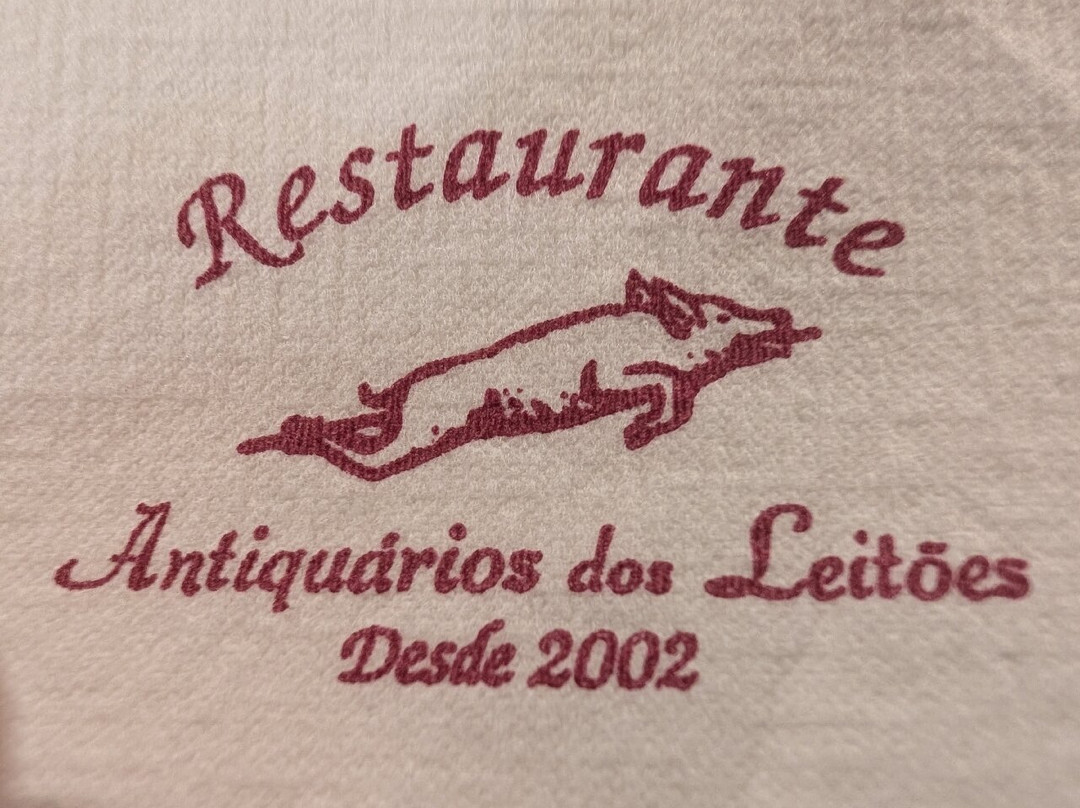 Restaurante
Antiquários dos Leitões
Desde 2002